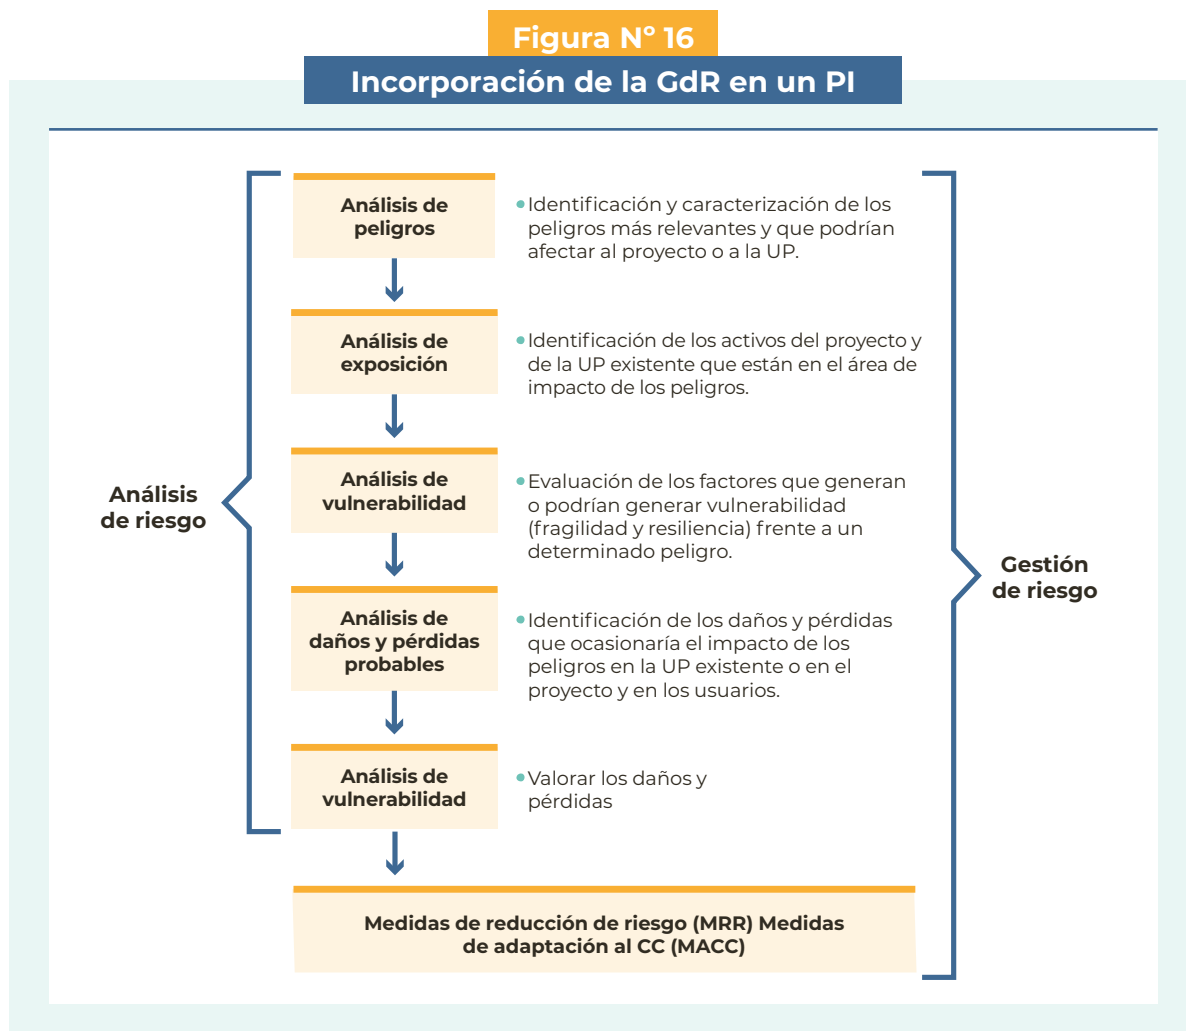 Figura Nº 16
Incorporación de la GdR en un PI
Análisis de
peligros
Identificación y caracterización de los
peligros más relevantes y que podrían
afectar al proyecto o a la UP.
Análisis de
exposición
Identificación de los activos del proyecto y
de la UP existente que están en el área de
impacto de los peligros.
Análisis de
vulnerabilidad
Evaluación de los factores que generan
o podrían generar vulnerabilidad
(fragilidad y resiliencia) frente a un
determinado peligro.
Análisis
de riesgo
Gestión
de riesgo
Análisis de
daños y pérdidas
probables
Identificación de los daños y pérdidas
que ocasionaría el impacto de los
peligros en la UP existente o en el
proyecto y en los usuarios.
Análisis de
vulnerabilidad
Valorar los daños y
pérdidas
Medidas de reducción de riesgo (MRR) Medidas
de adaptación al CC (MACC)